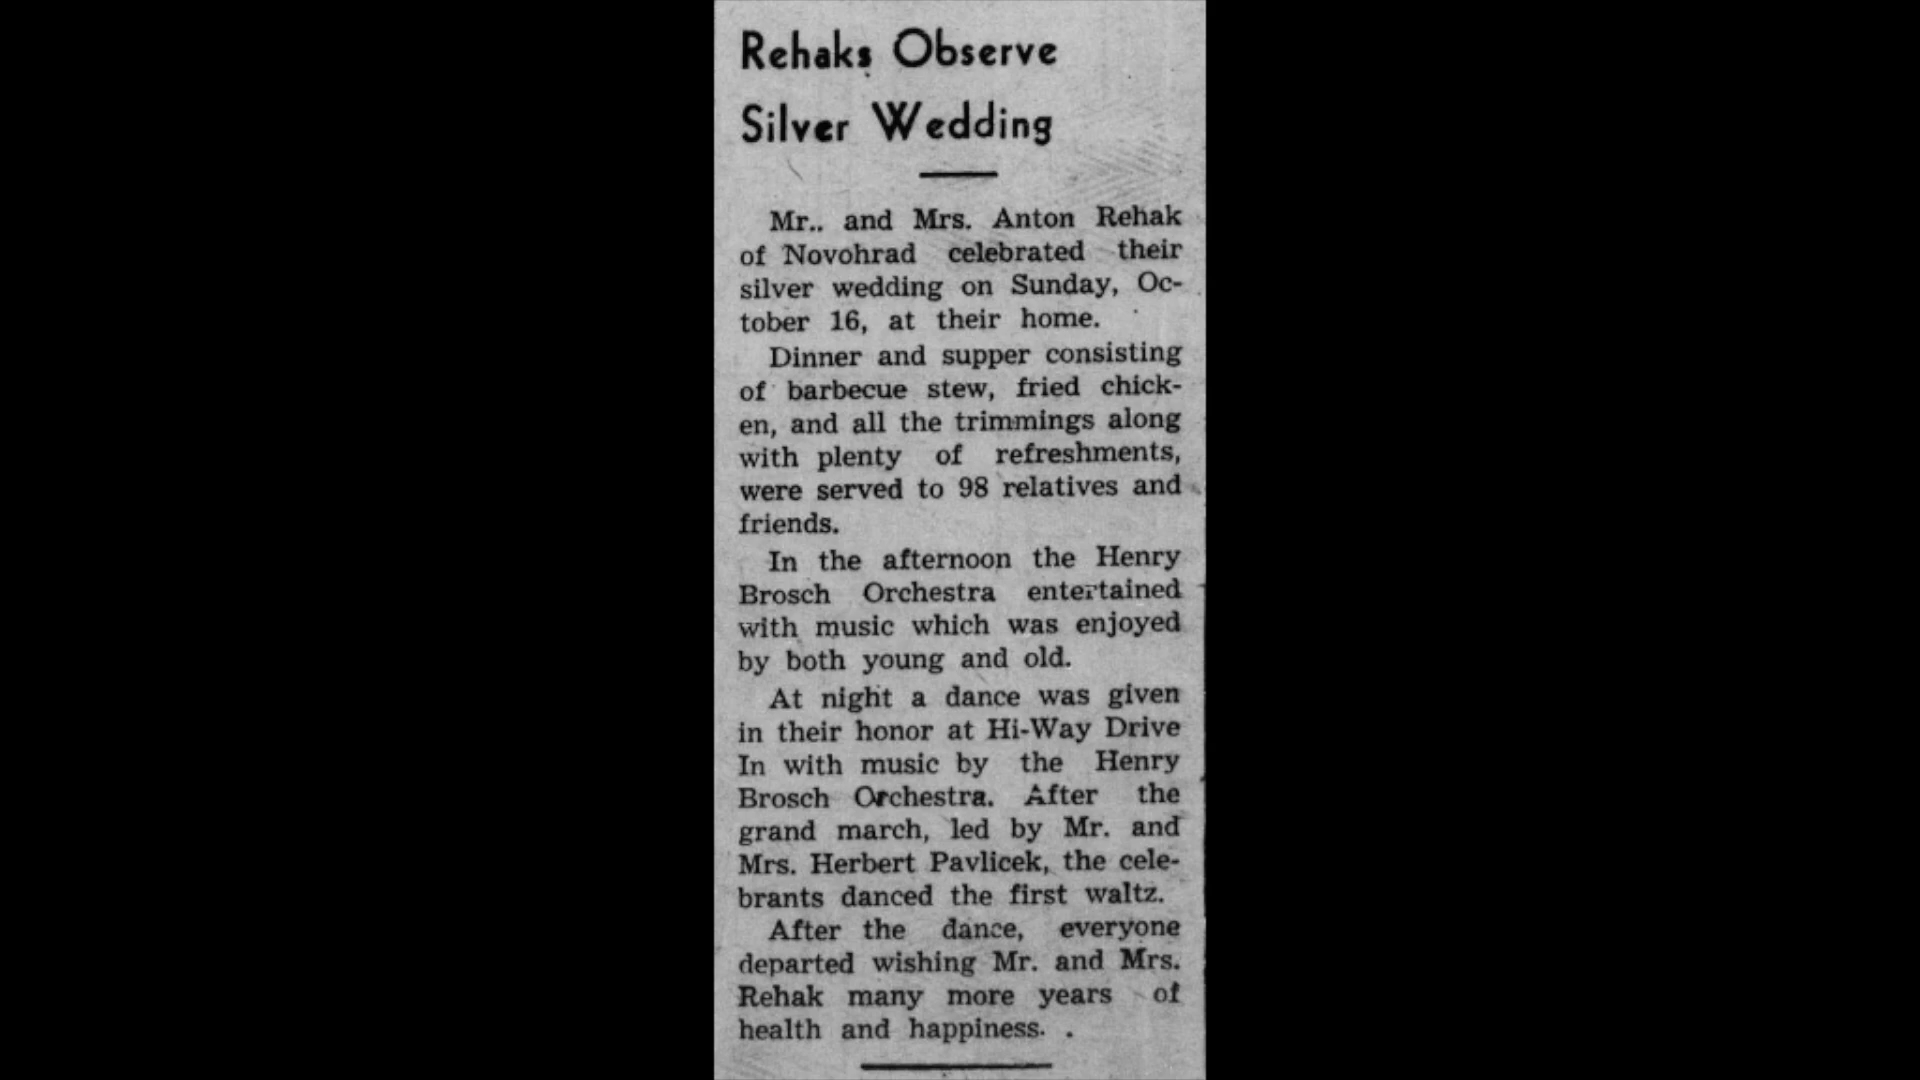 Rehaks Observe
Silver Wedding
Mr.. and Mrs. Anton Rehak
of Novohrad celebrated their
silver wedding on Sunday, Oc-
tober 16, at their home.
Dinner and supper consisting
of barbecue stew, fried chick-
en, and all the trimmings along
with plenty of refreshments,
were served to 98 relatives and
friends.
In the afternoon the Henry
Brosch Orchestra entertained
with music which was enjoyed
by both young and old.
At night a dance was given
in their honor at Hi-Way Drive
In with music by the Henry
Brosch Orchestra. After the
grand march, led by Mr. and
Mrs. Herbert Pavlicek, the cele-
brants danced the first waltz.
After the dance, everyone
departed wishing Mr. and Mrs.
Rehak many more years of
health and happiness. .